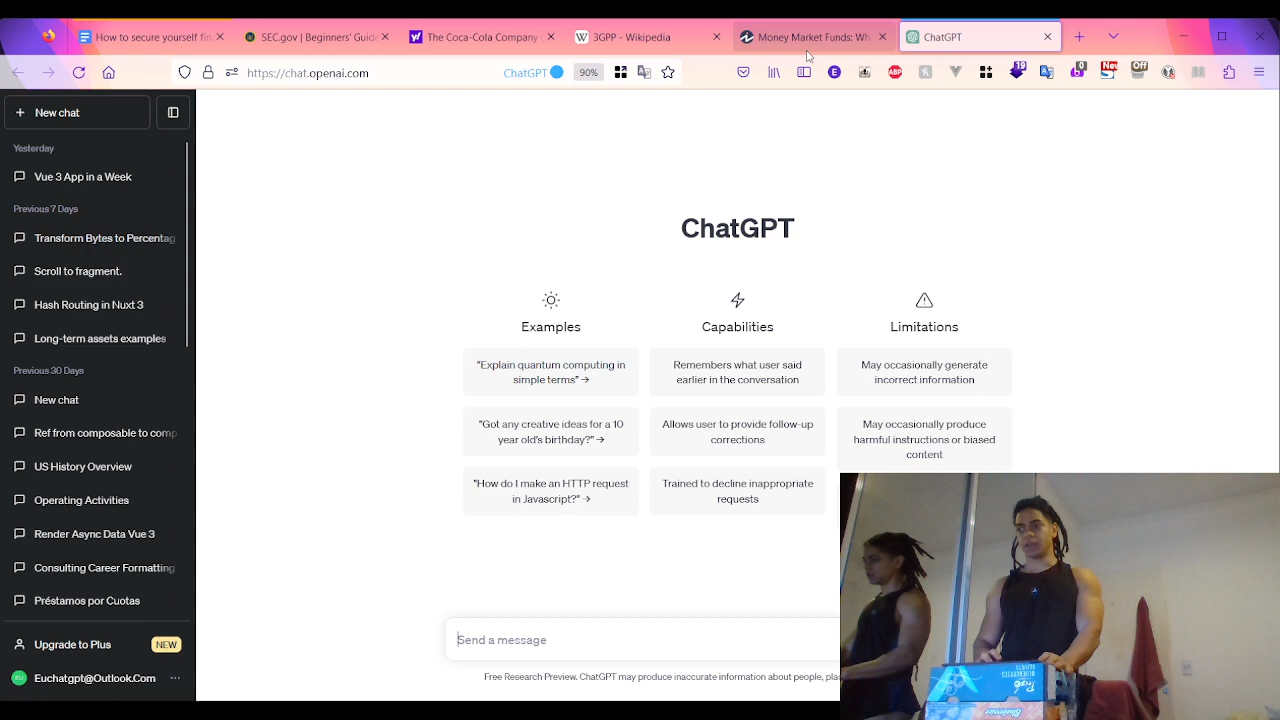 How to secure yourself fin
SEC.gov | Beginners' Guide
The Coca-Cola Company
3GPP - Wikipedia
Money Market Funds: Wh
ChatGPT
https://chat.openai.com
ChatGPT
90%
19
0
New
Off
New chat
Yesterday
Vue 3 App in a Week
Previous 7 Days
Transform Bytes to Percentag
Scroll to fragment.
Hash Routing in Nuxt 3
Long-term assets examples
Previous 30 Days
New chat
Ref from composable to comp
US History Overview
Operating Activities
Render Async Data Vue 3
Consulting Career Formatting
Préstamos por Cuotas
Upgrade to Plus
NEW
EU
Euchatgpt@Outlook.Com
ChatGPT
Examples
"Explain quantum computing in
simple terms" →
"Got any creative ideas for a 10
year old's birthday?" →
"How do I make an HTTP request
in Javascript?" →
Capabilities
Remembers what user said
earlier in the conversation
Allows user to provide follow-up
corrections
Trained to decline inappropriate
requests
Limitations
May occasionally generate
incorrect information
May occasionally produce
harmful instructions or biased
content
Send a message
Free Research Preview. ChatGPT may produce inaccurate information about people, pla